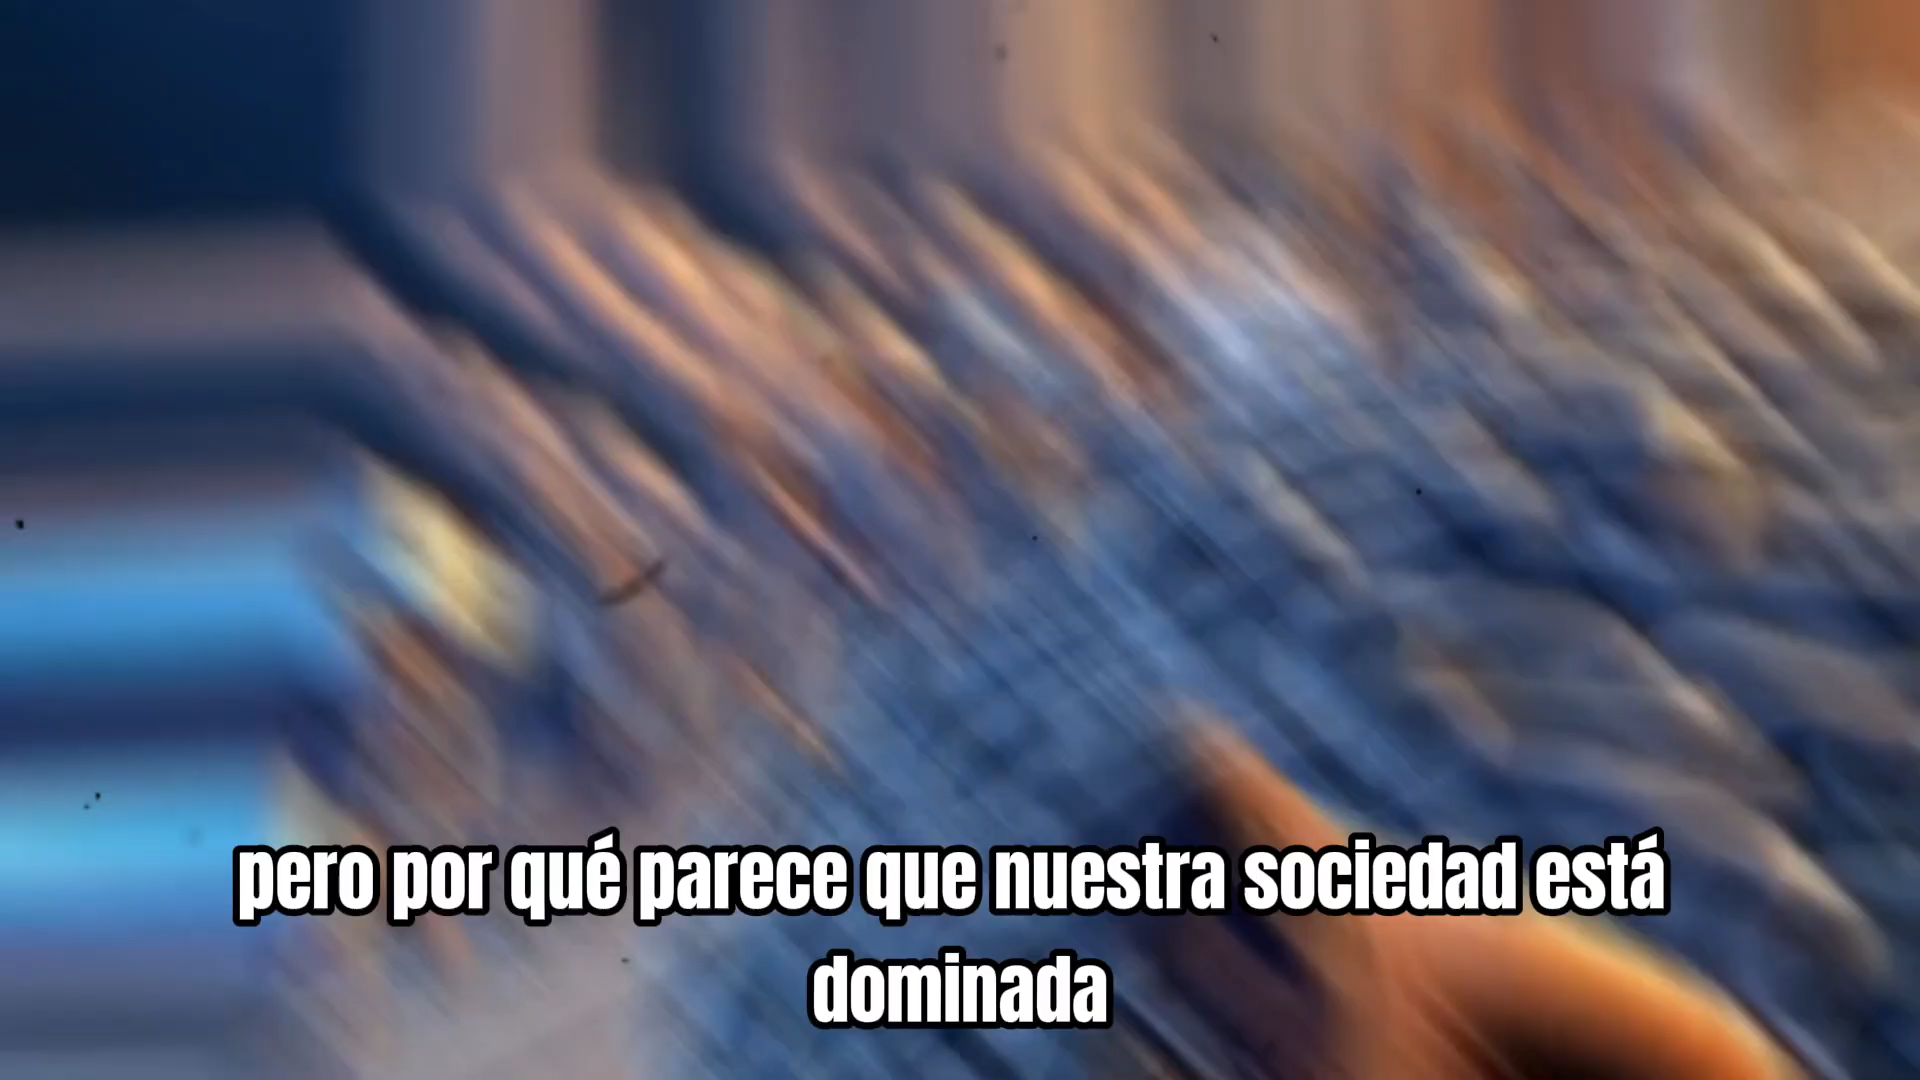 pero por qué parece que nuestra sociedad está
dominada